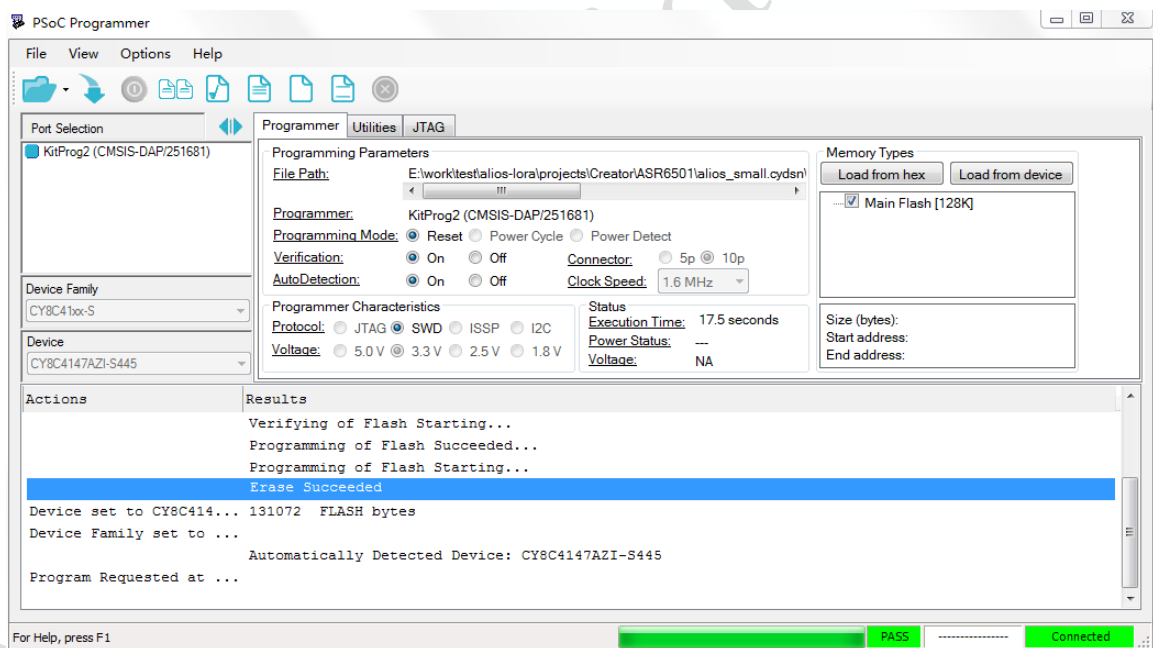 PSoC Programmer
File View Options Help
Port Selection
KitProg2 (CMSIS-DAP/251681)
Device Family
CY8C41xx-S
Device
CY8C4147AZI-S445
Programmer Utilities JTAG
Programming Parameters
File Path: E:\work\test\alios-lora\projects\Creator\ASR6501\alios_small.cydsn\
Programmer: KitProg2 (CMSIS-DAP/251681)
Programming Mode: Reset Power Cycle Power Detect
Verification: On Off Connector: 5p 10p
AutoDetection: On Off Clock Speed: 1.6 MHz
Programmer Characteristics
Protocol: JTAG SWD ISSP I2C
Voltage: 5.0 V 3.3 V 2.5 V 1.8 V
Status
Execution Time: 17.5 seconds
Power Status: ---
Voltage: NA
Memory Types
Load from hex Load from device
Main Flash [128K]
Size (bytes):
Start address:
End address:
Actions Results
Verifying of Flash Starting...
Programming of Flash Succeeded...
Programming of Flash Starting...
Erase Succeeded
Device set to CY8C414... 131072 FLASH bytes
Device Family set to ...
Automatically Detected Device: CY8C4147AZI-S445
Program Requested at ...
For Help, press F1 PASS ---------------- Connected